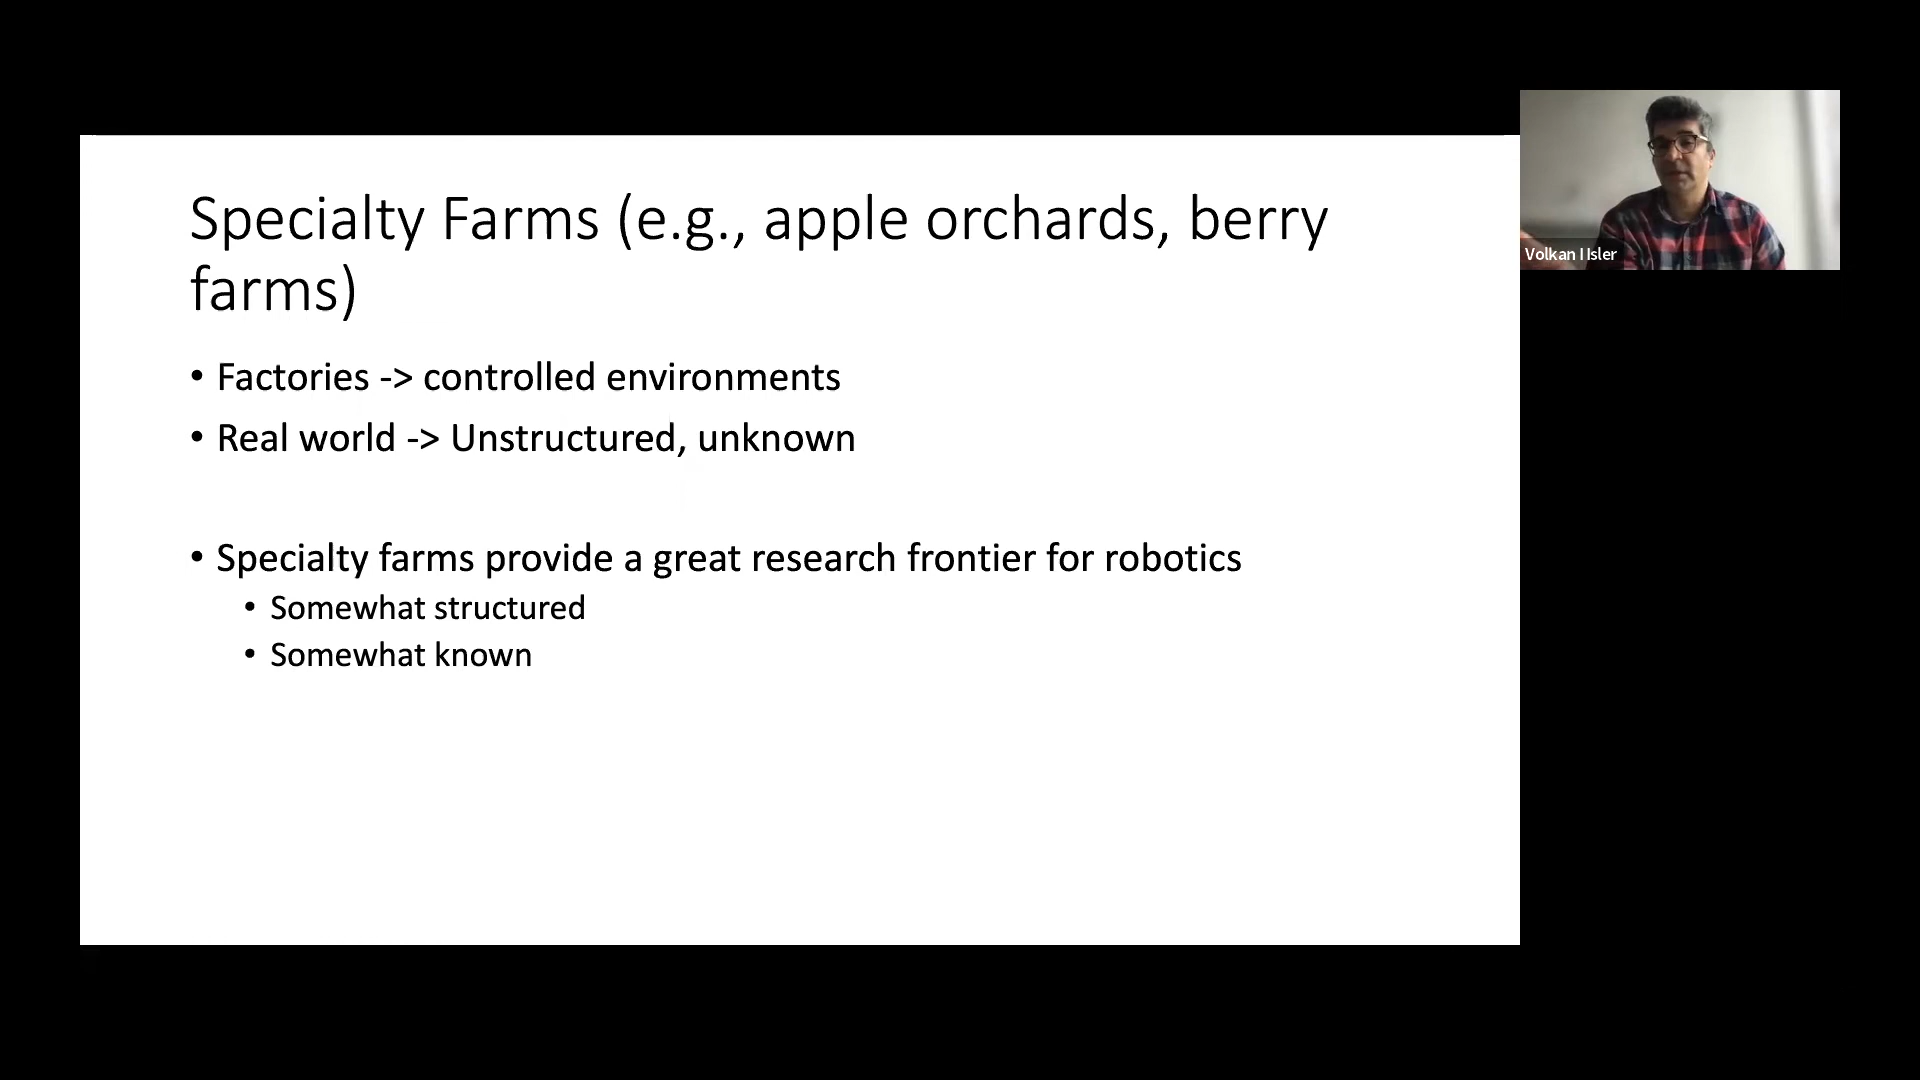 Specialty Farms (e.g., apple orchards, berry
farms)
• Factories -> controlled environments
• Real world -> Unstructured, unknown
• Specialty farms provide a great research frontier for robotics
• Somewhat structured
• Somewhat known
Volkan I Isler